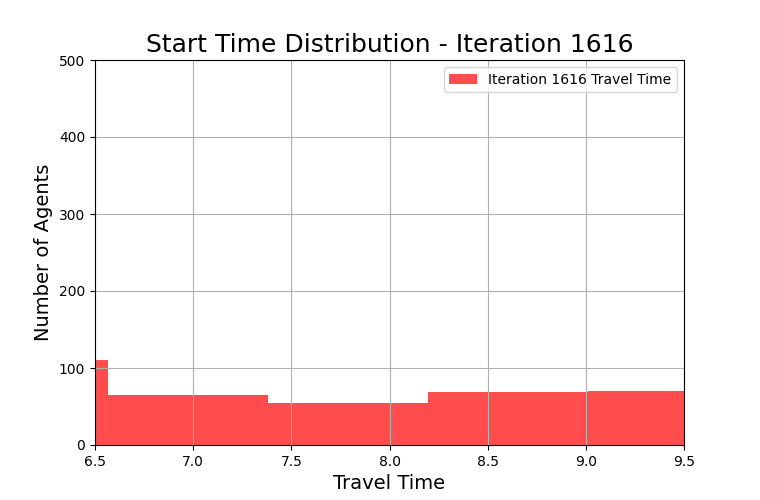 Start Time Distribution - Iteration 1616
Iteration 1616 Travel Time
Number of Agents
500
400
300
200
100
0
6.5 7.0 7.5 8.0 8.5 9.0 9.5
Travel Time